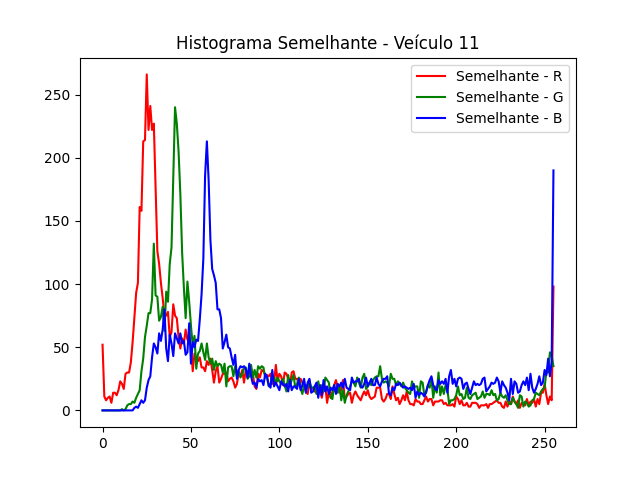 Histograma Semelhante - Veículo 11
Semelhante - R
Semelhante - G
Semelhante - B
250
200
150
100
50
0
0 50 100 150 200 250